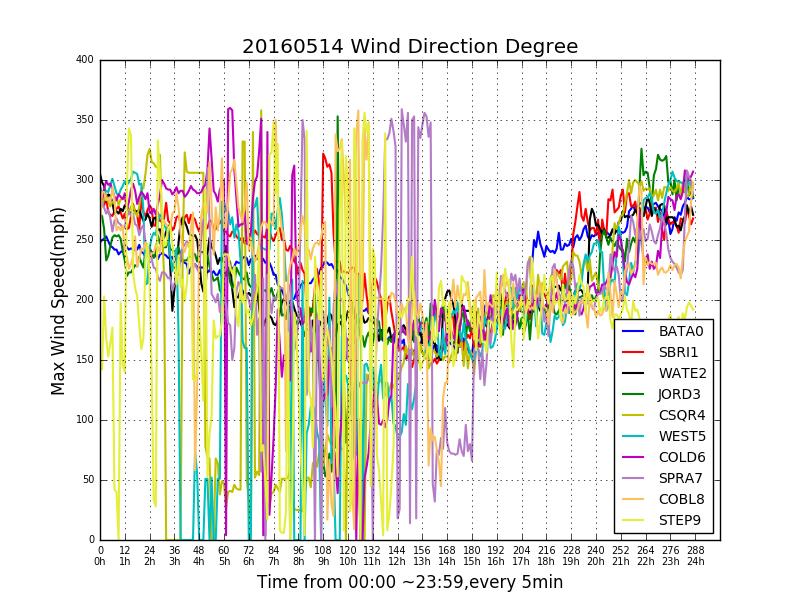 20160514 Wind Direction Degree
Max Wind Speed(mph)
400
350
300
250
200
150
100
50
0
BATA0
SBRI1
WATE2
JORD3
CSQR4
WEST5
COLD6
SPRA7
COBL8
STEP9
0 12 24 36 48 60 72 84 96 108 120 132 144 156 168 180 192 204 216 228 240 252 264 276 288
0h 1h 2h 3h 4h 5h 6h 7h 8h 9h 10h 11h 12h 13h 14h 15h 16h 17h 18h 19h 20h 21h 22h 23h 24h
Time from 00:00 ~23:59,every 5min